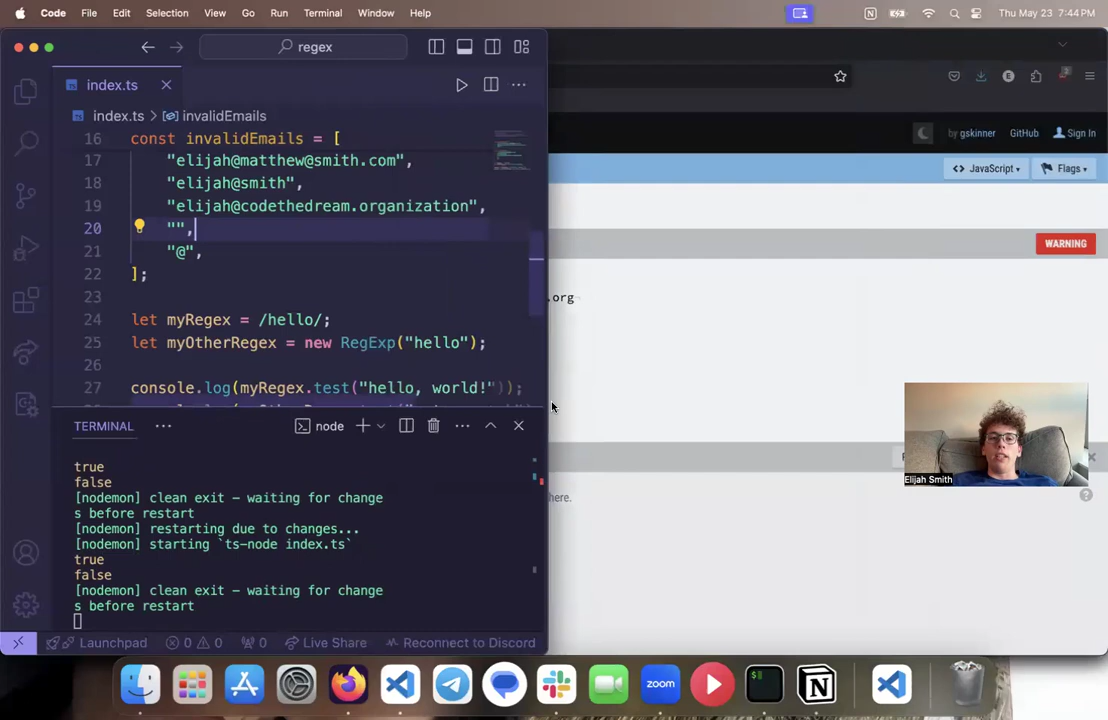 Code File Edit Selection View Go Run Terminal Window Help Thu May 23 7:44 PM
regex
index.ts
index.ts > invalidEmails
16 const invalidEmails = [
17 "elijah@matthew@smith.com",
18 "elijah@smith",
19 "elijah@codethedream.organization",
20 "",
21 "@",
22 ];
23
24 let myRegex = /hello/;
25 let myOtherRegex = new RegExp("hello");
26
27 console.log(myRegex.test("hello, world!"));
TERMINAL
node
true
false
[nodemon] clean exit – waiting for change
s before restart
[nodemon] restarting due to changes...
[nodemon] starting `ts-node index.ts`
true
false
[nodemon] clean exit – waiting for change
s before restart
Launchpad 0 0 0 Live Share Reconnect to Discord
by gskinner GitHub Sign In
<> JavaScript Flags
WARNING
.org
here.
Elijah Smith
zoom